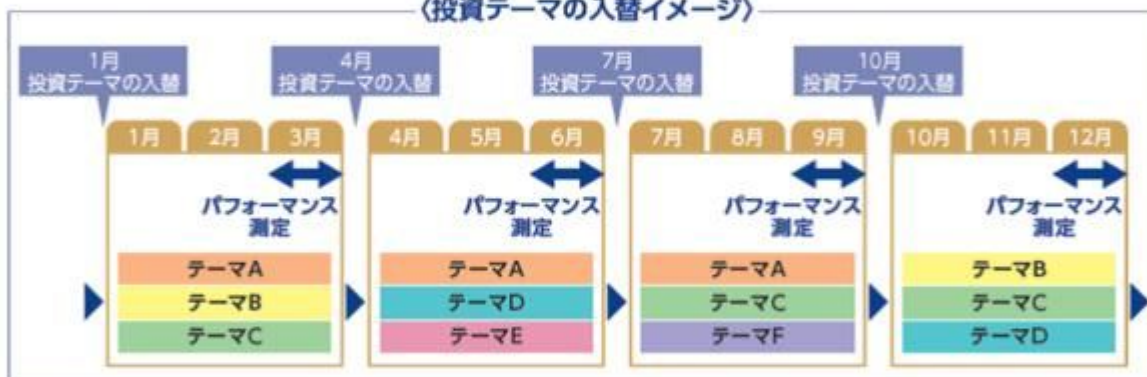 〈投資テーマの入替イメージ〉
1月
投資テーマの入替
4月
投資テーマの入替
7月
投資テーマの入替
10月
投資テーマの入替
1月 2月 3月
4月 5月 6月
7月 8月 9月
10月 11月 12月
パフォーマンス
測定
パフォーマンス
測定
パフォーマンス
測定
パフォーマンス
測定
テーマA
テーマB
テーマC
テーマA
テーマD
テーマE
テーマA
テーマC
テーマF
テーマB
テーマC
テーマD